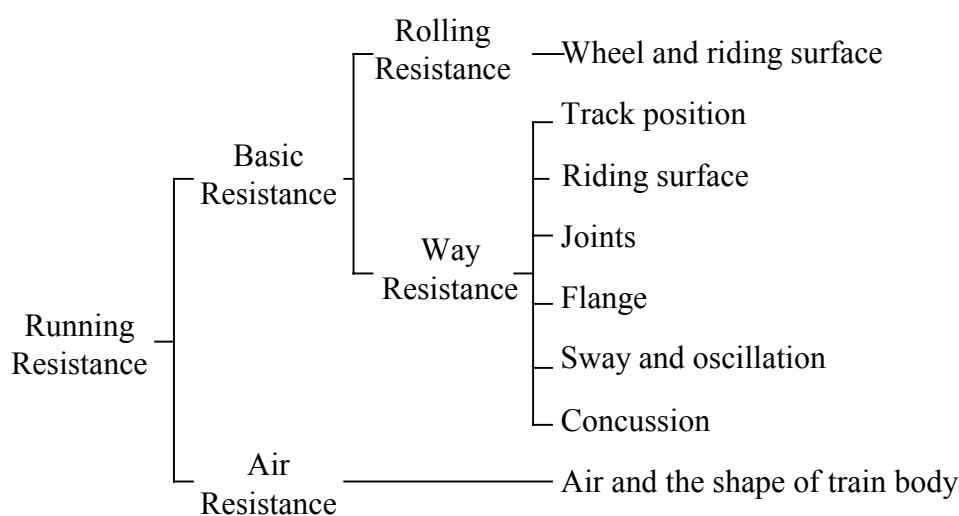 Rolling
Resistance
Wheel and riding surface
Track position
Basic
Resistance
Riding surface
Joints
Way
Resistance
Flange
Running
Resistance
Sway and oscillation
Concussion
Air
Resistance
Air and the shape of train body